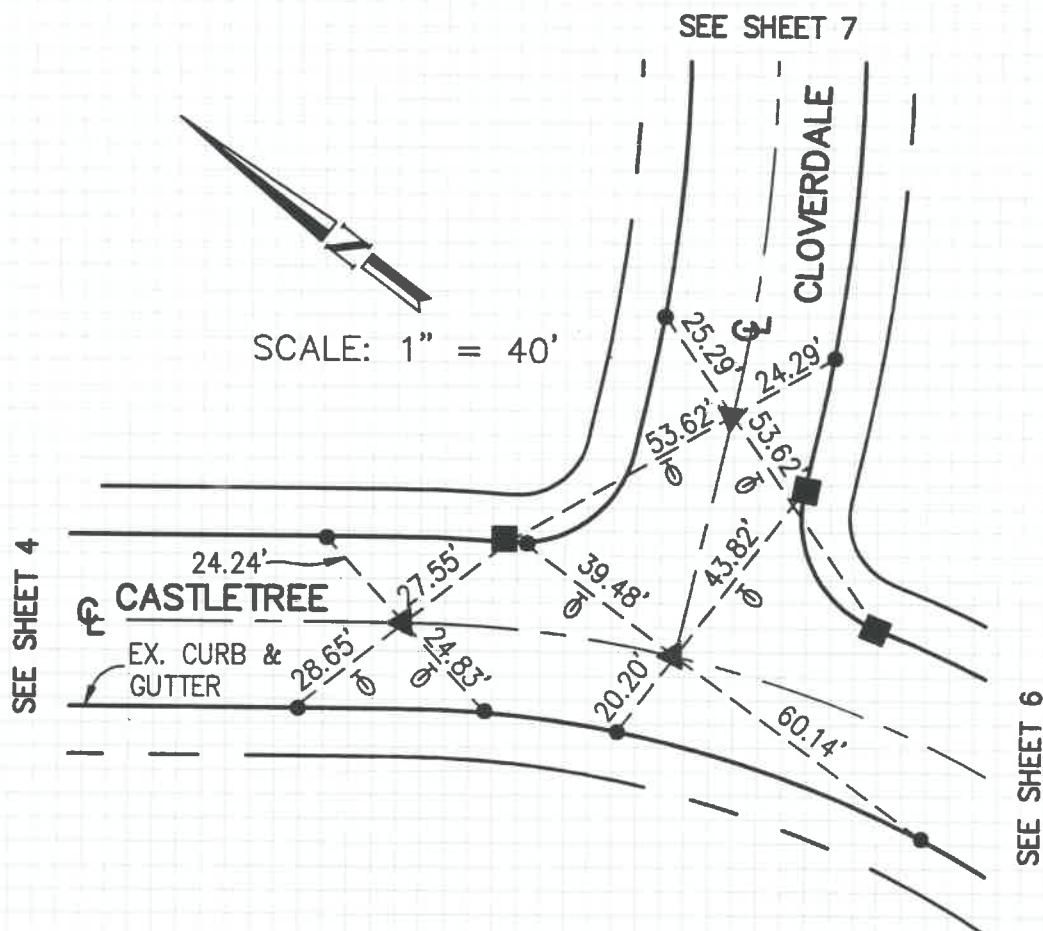 SEE SHEET 7
CLOVERDALE
N
SCALE: 1" = 40'
℄
25.29'
24.29'
53.62'
53.62'
SEE SHEET 4
24.24'
27.55'
39.48'
43.82'
℄ CASTLETREE
EX. CURB &
GUTTER
28.65'
24.83'
20.20'
60.14'
SEE SHEET 6